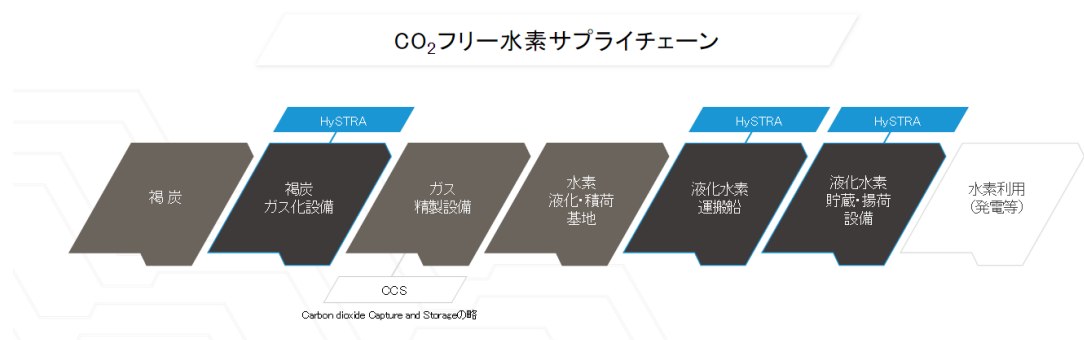 CO₂フリー水素サプライチェーン
HySTRA
HySTRA
HySTRA
褐炭
褐炭
ガス化設備
ガス
精製設備
水素
液化・積荷
基地
液化水素
運搬船
液化水素
貯蔵・揚荷
設備
水素利用
(発電等)
CCS
Carbon dioxide Capture and Storageの略